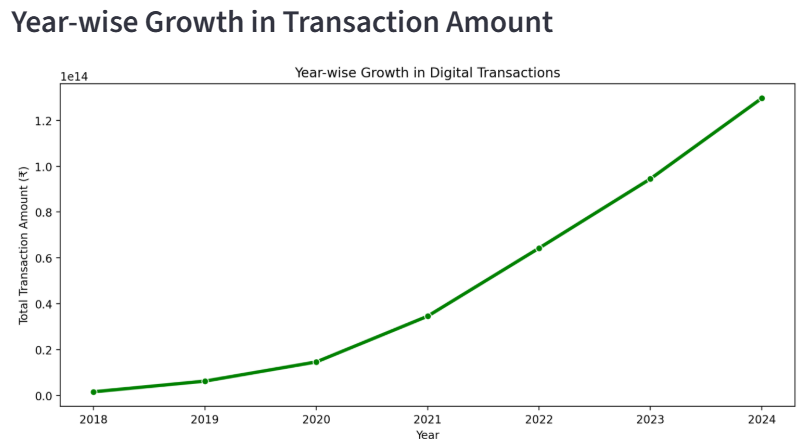 Year-wise Growth in Transaction Amount
Year-wise Growth in Digital Transactions
1e14
1.2
1.0
0.8
0.6
0.4
0.2
0.0
Total Transaction Amount (₹)
2018 2019 2020 2021 2022 2023 2024
Year